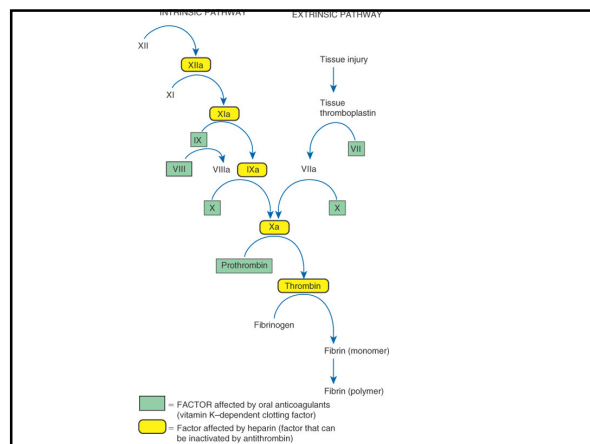 INTRINSIC PATHWAY
EXTRINSIC PATHWAY
XII
XIIa
Tissue injury
XI
Tissue
thromboplastin
XIa
IX
VII
VIII
VIIIa
IXa
VIIa
X
X
Xa
Prothrombin
Thrombin
Fibrinogen
Fibrin (monomer)
Fibrin (polymer)
= FACTOR affected by oral anticoagulants
(vitamin K–dependent clotting factor)
= Factor affected by heparin (factor that can
be inactivated by antithrombin)